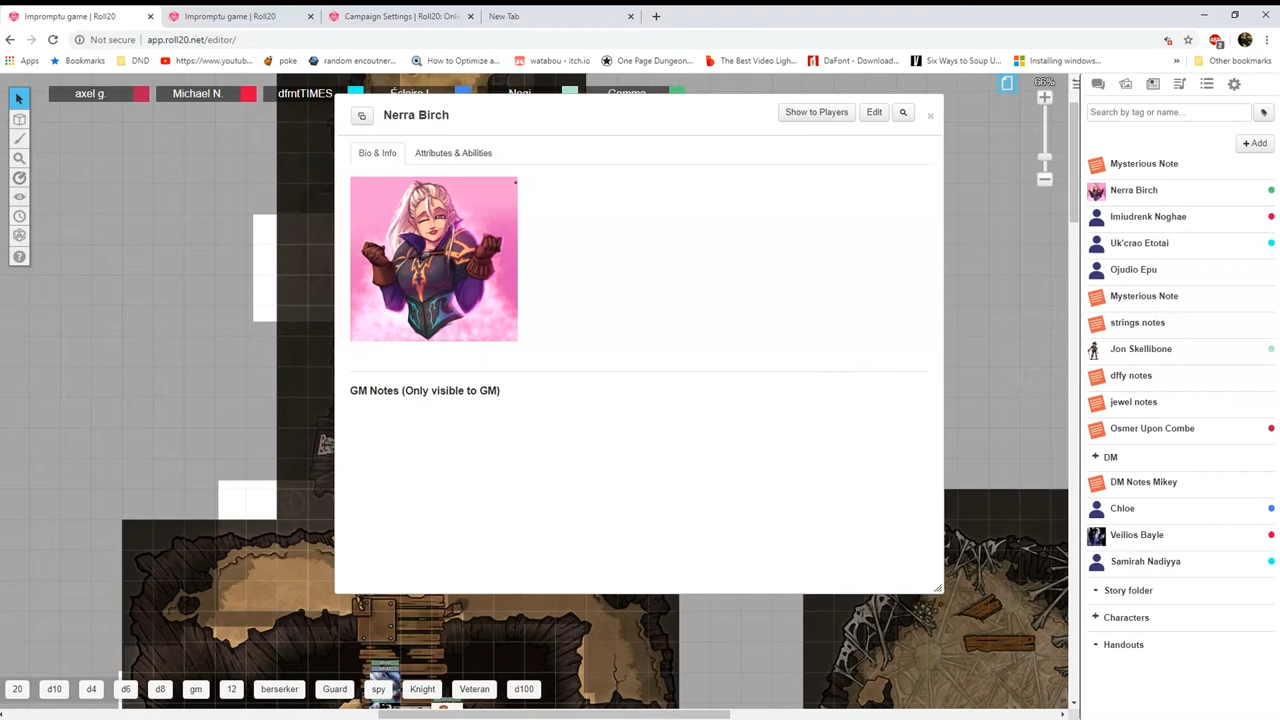 Impromptu game | Roll20
Impromptu game | Roll20
Campaign Settings | Roll20: Onli
New Tab
Not secure | app.roll20.net/editor/
Apps
Bookmarks
DND
https://www.youtub...
poke
random encoutner...
How to Optimize a...
watabou - itch.io
One Page Dungeon...
The Best Video Ligh...
DaFont - Download...
Six Ways to Soup U...
Installing windows...
Other bookmarks
axel g.
Michael N.
dfrntTIMES
66%
Nerra Birch
Show to Players
Edit
Bio & Info
Attributes & Abilities
GM Notes (Only visible to GM)
Search by tag or name...
+ Add
Mysterious Note
Nerra Birch
Imiudrenk Noghae
Uk'crao Etotai
Ojudio Epu
Mysterious Note
strings notes
Jon Skellibone
dffy notes
jewel notes
Osmer Upon Combe
+ DM
DM Notes Mikey
Chloe
Veilios Bayle
Samirah Nadiyya
- Story folder
+ Characters
- Handouts
20
d10
d4
d6
d8
gm
12
berserker
Guard
spy
Knight
Veteran
d100